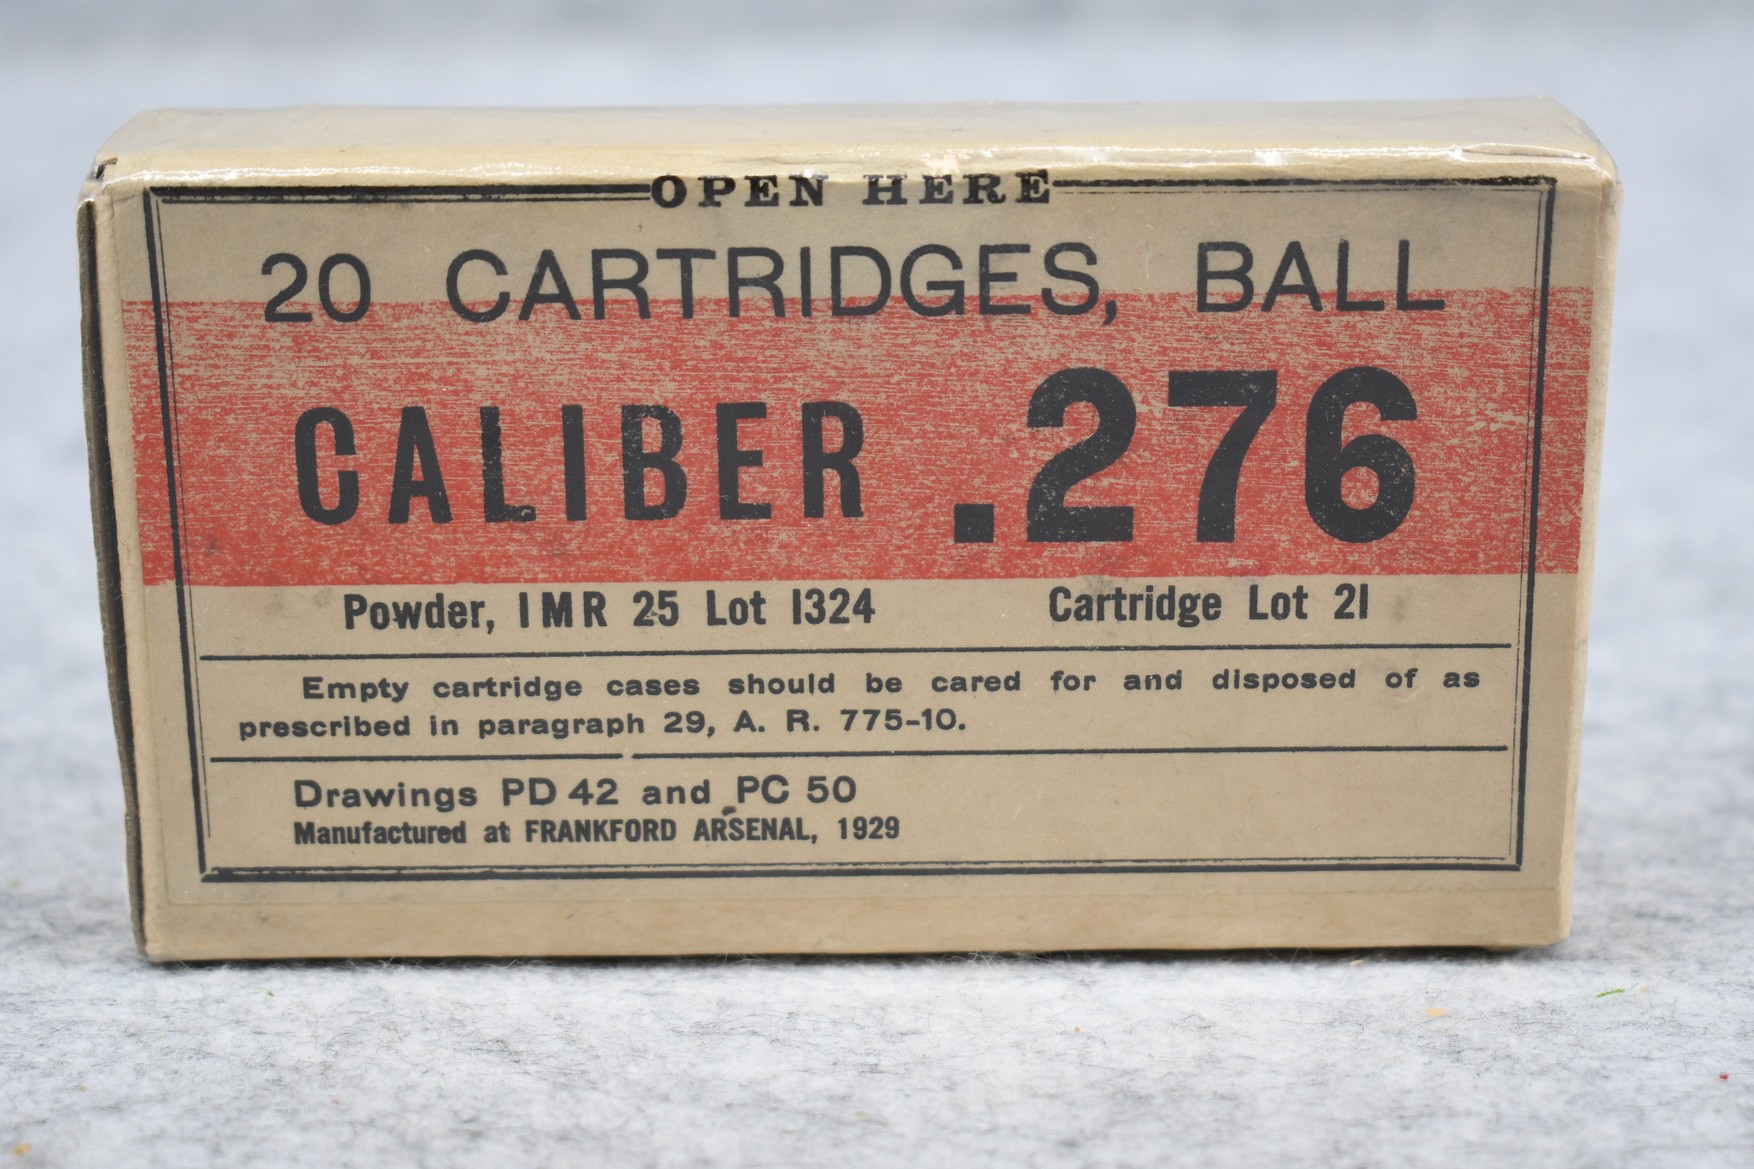 OPEN HERE
20 CARTRIDGES, BALL
CALIBER .276
Powder, IMR 25 Lot 1324 Cartridge Lot 21
Empty cartridge cases should be cared for and disposed of as
prescribed in paragraph 29, A. R. 775-10.
Drawings PD 42 and PC 50
Manufactured at FRANKFORD ARSENAL, 1929